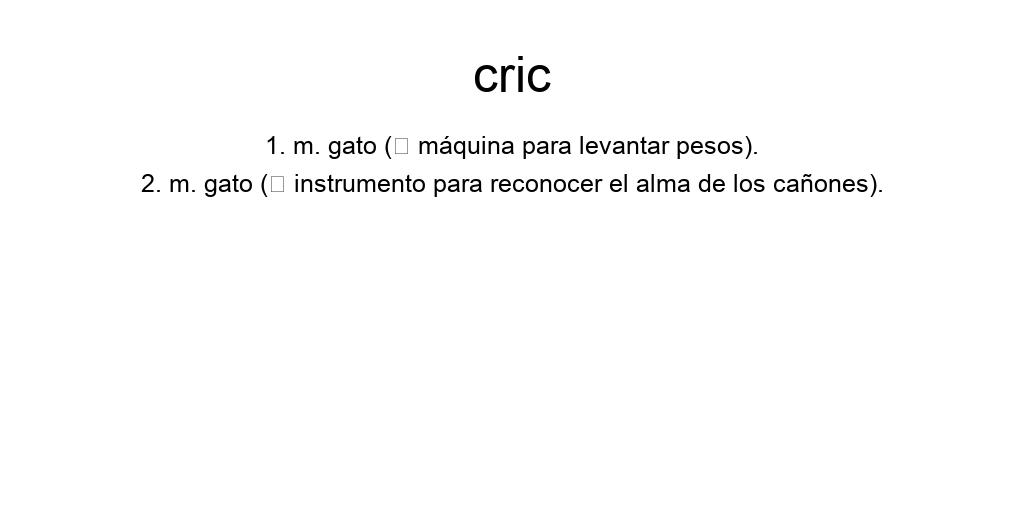 cric
1. m. gato (▯ máquina para levantar pesos).
2. m. gato (▯ instrumento para reconocer el alma de los cañones).